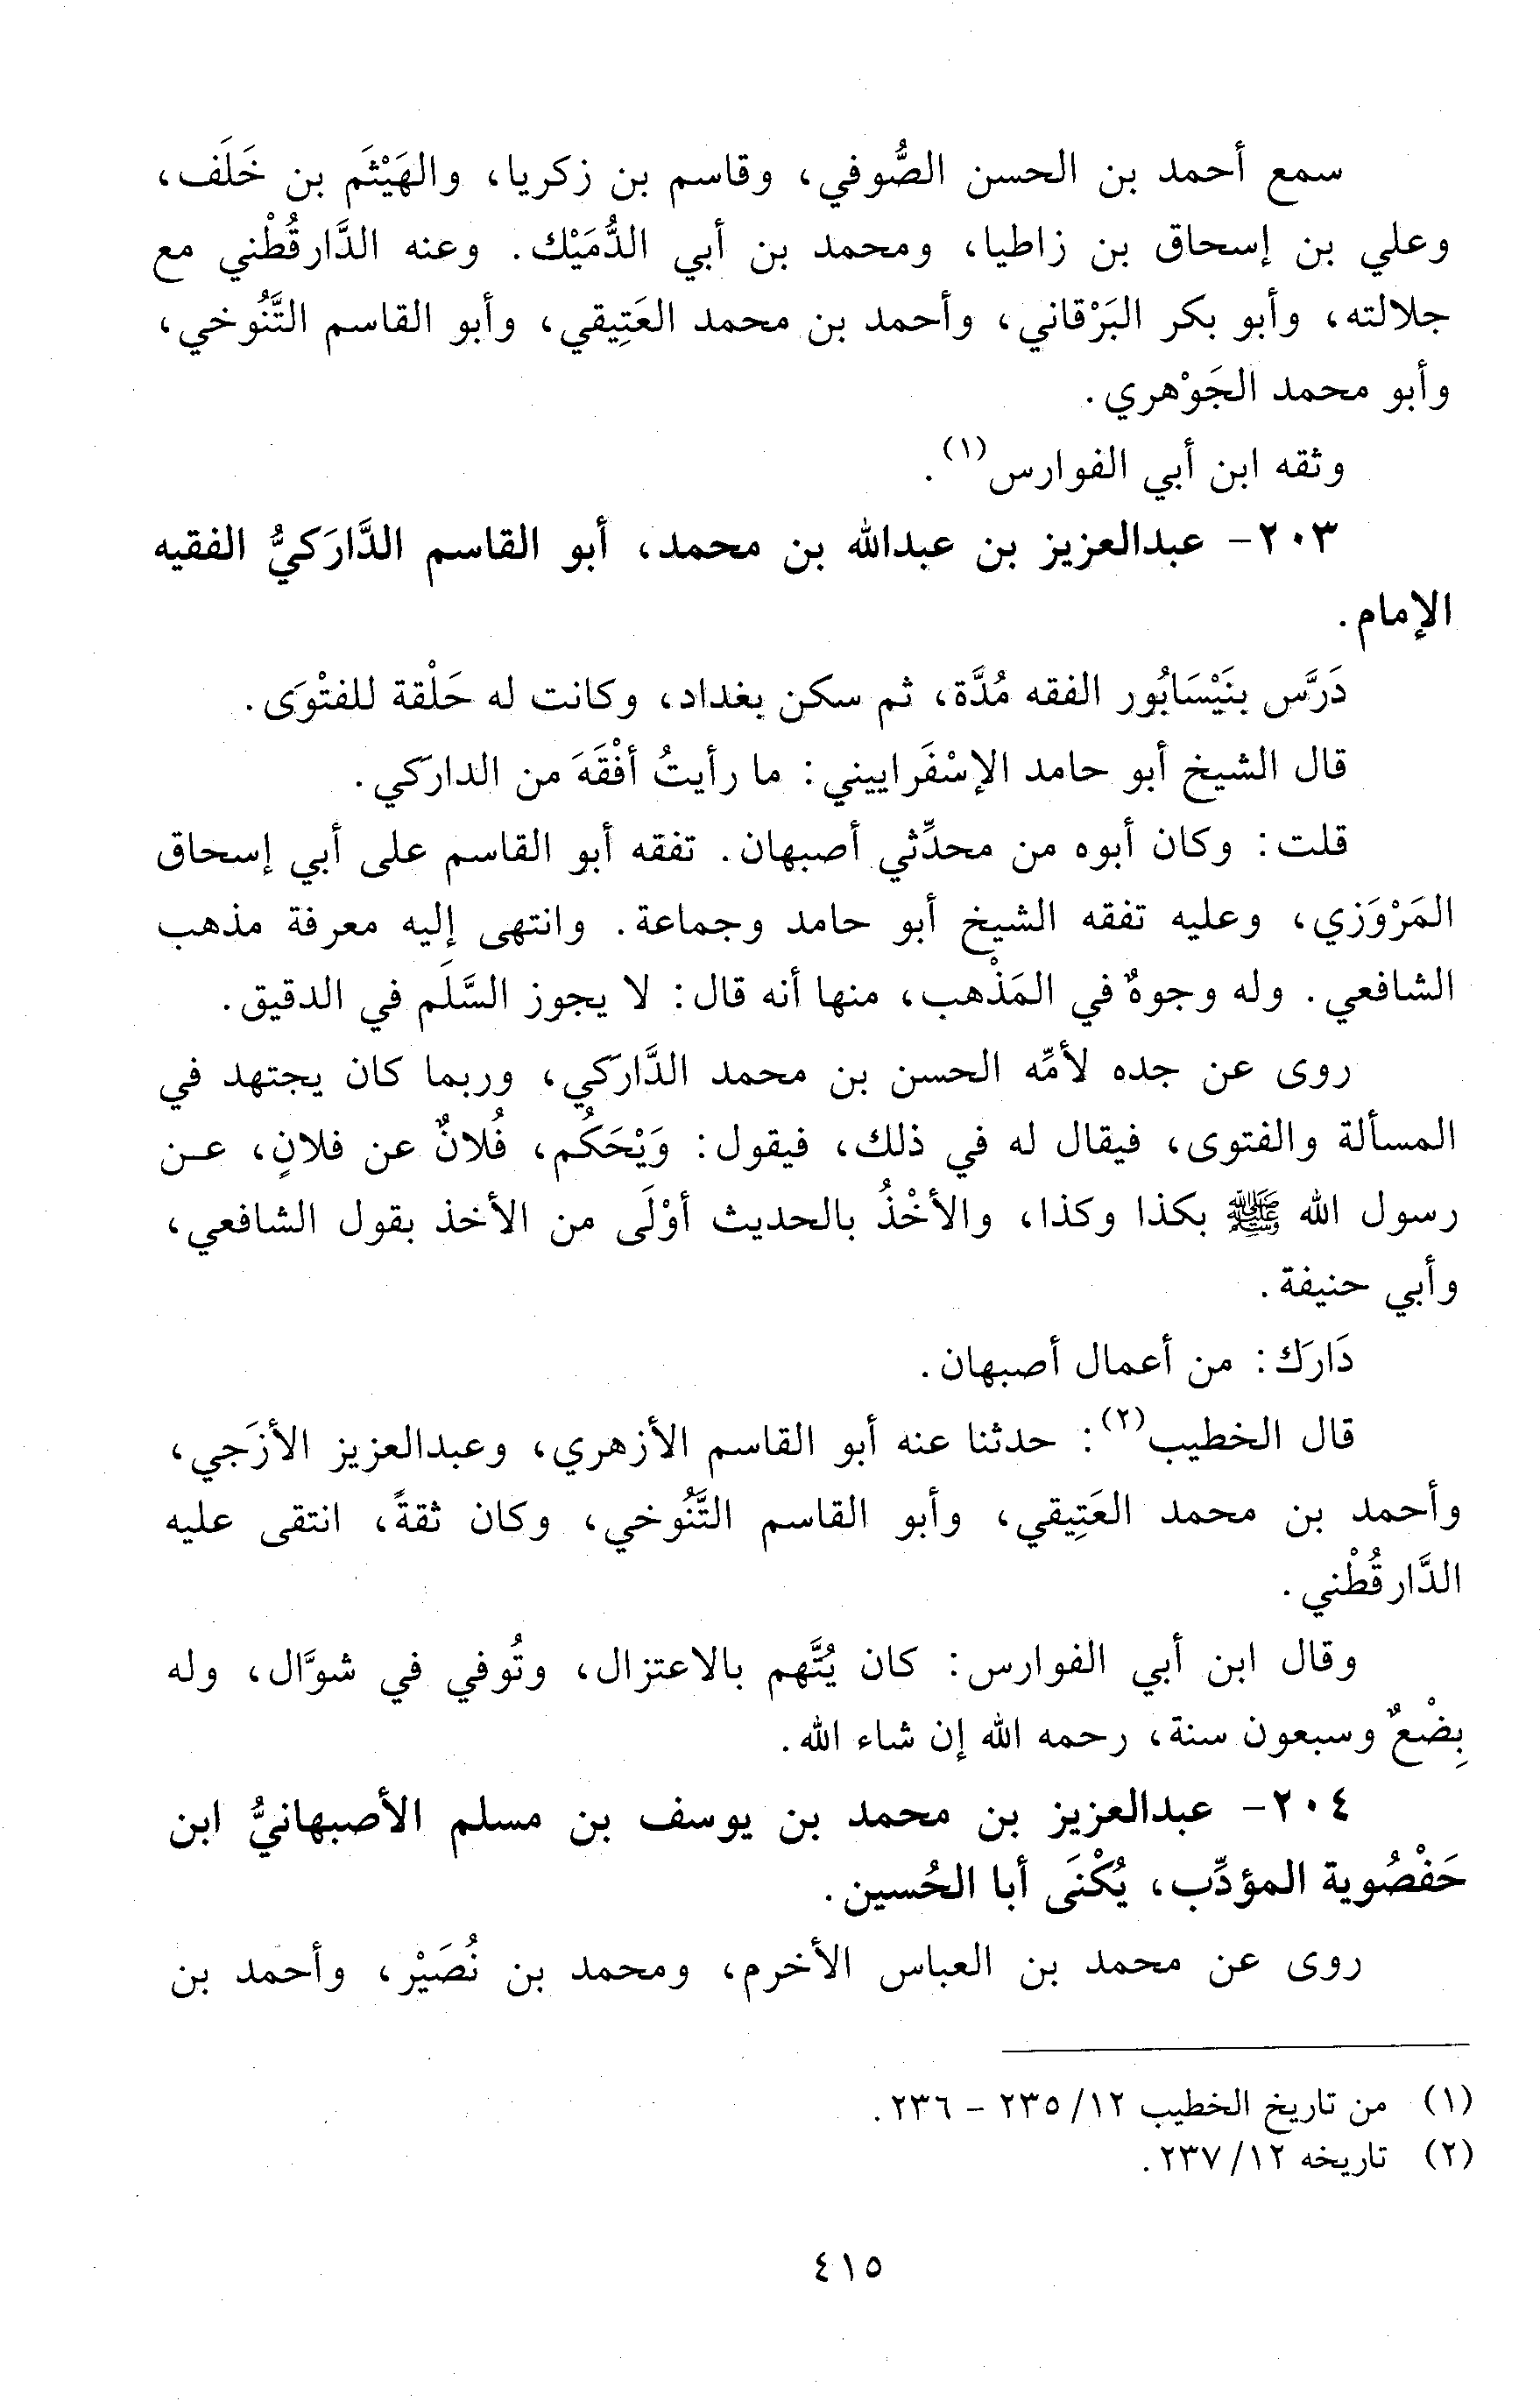 سمع أحمد بن الحسن الصُّوفي، وقاسم بن زكريا، والهَيْثَم بن خَلَف،
وعلي بن إسحاق بن زاطيا، ومحمد بن أبي الدُّمَيْك. وعنه الدَّارقُطْني مع
جلالته، وأبو بكر البَرْقاني، وأحمد بن محمد العَتِيقي، وأبو القاسم التَّنُوخي،
وأبو محمد الجَوْهري.
وثقه ابن أبي الفوارس(١).
٢٠٣- عبدالعزيز بن عبدالله بن محمد، أبو القاسم الدَّارَكيُّ الفقيه
الإمام.
دَرَّس بنَيْسَابُور الفقه مُدَّة، ثم سكن بغداد، وكانت له حَلْقة للفتْوَى.
قال الشيخ أبو حامد الإسْفَراييني: ما رأيتُ أفْقَهَ من الدارَكي.
قلت: وكان أبوه من محدِّثي أصبهان. تفقه أبو القاسم على أبي إسحاق
المَرْوَزي، وعليه تفقه الشيخ أبو حامد وجماعة. وانتهى إليه معرفة مذهب
الشافعي. وله وجوهٌ في المَذْهب، منها أنه قال: لا يجوز السَّلَم في الدقيق.
روى عن جده لأمِّه الحسن بن محمد الدَّارَكي، وربما كان يجتهد في
المسألة والفتوى، فيقال له في ذلك، فيقول: وَيْحَكُم، فُلانٌ عن فلانٍ، عن
رسول الله ﷺ بكذا وكذا، والأخْذُ بالحديث أوْلَى من الأخذ بقول الشافعي،
وأبي حنيفة.
دَارَك: من أعمال أصبهان.
قال الخطيب(٢): حدثنا عنه أبو القاسم الأزهري، وعبدالعزيز الأزَجي،
وأحمد بن محمد العَتِيقي، وأبو القاسم التَّنُوخي، وكان ثقةً، انتقى عليه
الدَّارقُطْني.
وقال ابن أبي الفوارس: كان يُتَّهم بالاعتزال، وتُوفي في شوَّال، وله
بِضْعٌ وسبعون سنة، رحمه الله إن شاء الله.
٢٠٤- عبدالعزيز بن محمد بن يوسف بن مسلم الأصبهانيُّ ابن
حَفْصُوية المؤدِّب، يُكْنَى أبا الحُسين.
روى عن محمد بن العباس الأخرم، ومحمد بن نُصَيْر، وأحمد بن
(١) من تاريخ الخطيب ١٢/ ٢٣٥ - ٢٣٦.
(٢) تاريخه ١٢/ ٢٣٧.
٤١٥